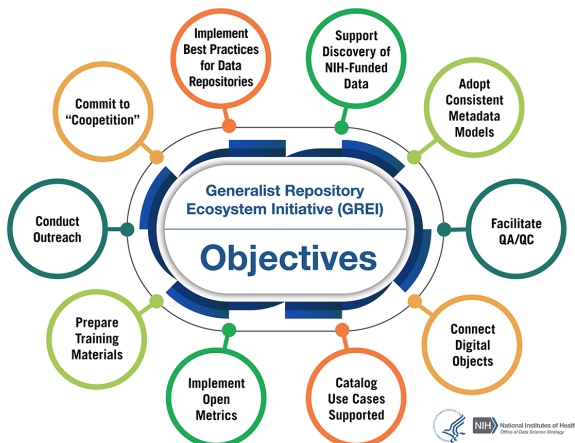 Implement
Best Practices
for Data
Repositories
Support
Discovery of
NIH-Funded
Data
Adopt
Consistent
Metadata
Models
Facilitate
QA/QC
Connect
Digital
Objects
Catalog
Use Cases
Supported
Implement
Open
Metrics
Prepare
Training
Materials
Conduct
Outreach
Commit to
“Coopetition”
Generalist Repository
Ecosystem Initiative (GREI)
Objectives
NIH
National Institutes of Healt
Office of Data Science Strategy